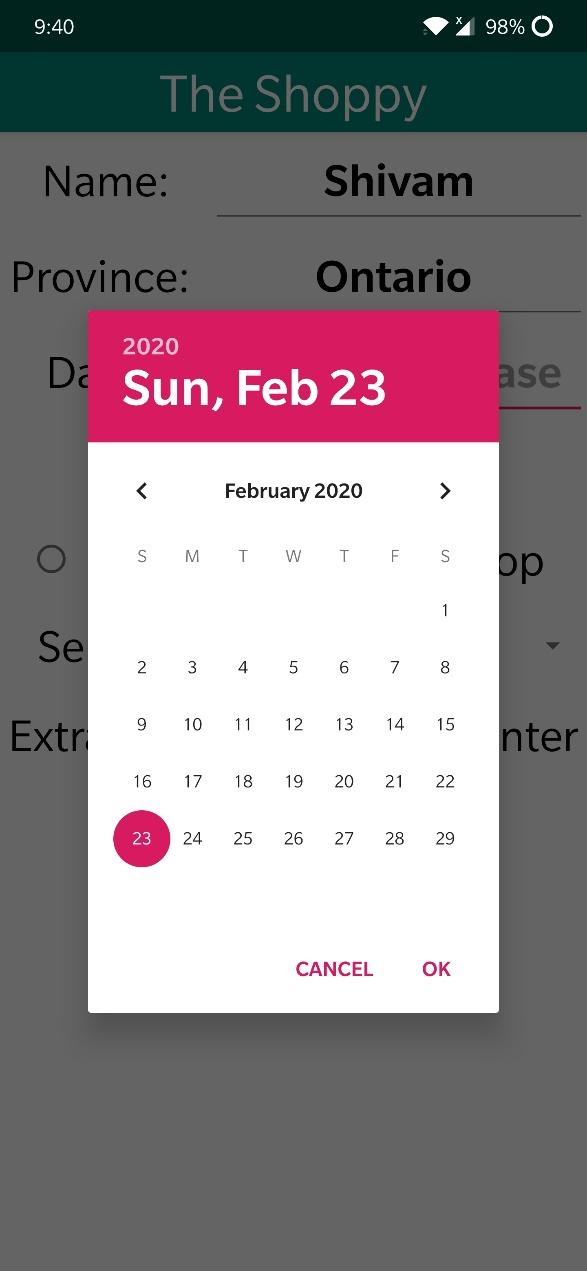 9:40 x 98%
The Shoppy
Name: Shivam
Province: Ontario
2020
Sun, Feb 23
February 2020
S M T W T F S
1
2 3 4 5 6 7 8
9 10 11 12 13 14 15
16 17 18 19 20 21 22
23 24 25 26 27 28 29
CANCEL OK